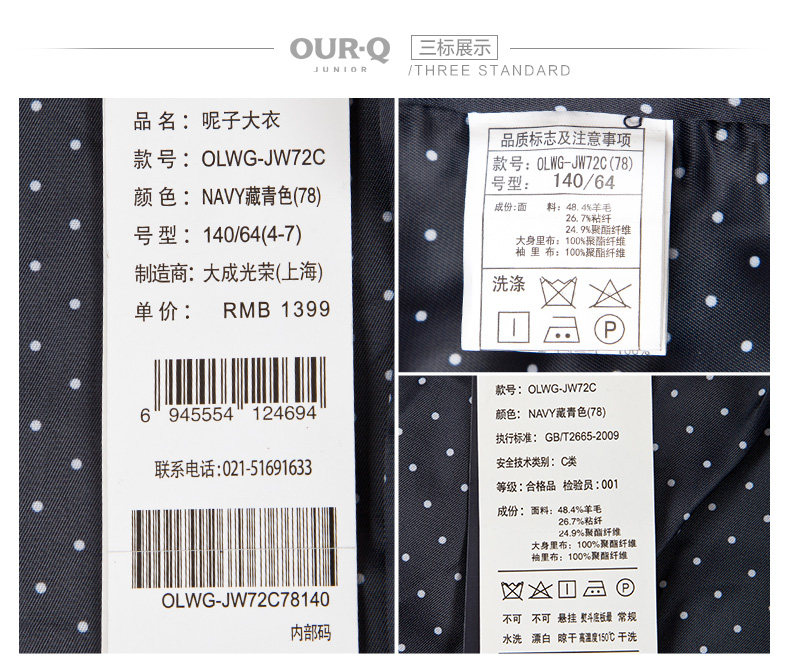 OUR-Q
JUNIOR
三标展示
/THREE STANDARD
品 名： 呢子大衣
款 号： OLWG-JW72C
颜 色： NAVY藏青色(78)
号 型： 140/64(4-7)
制造商： 大成光荣(上海)
单 价： RMB 1399
6 945554 124694
联系电话：021-51691633
OLWG-JW72C78140
内部码
品质标志及注意事项
款号：OLWG-JW72C(78)
号型： 140/64
成份:面 料：48.4%羊毛
26.7%粘纤
24.9%聚酯纤维
大身里布：100%聚酯纤维
袖 里 布：100%聚酯纤维
洗涤
P
100%
款号： OLWG-JW72C
颜色： NAVY藏青色(78)
执行标准： GB/T2665-2009
安全技术类别： C类
等级：合格品 检验员：001
成份： 面料：48.4%羊毛
26.7%粘纤
24.9%聚酯纤维
大身里布：100%聚酯纤维
袖 里 布：100%聚酯纤维
P
不可 不可 悬挂 熨斗底板最 常规
水洗 漂白 晾干 高温度150℃ 干洗